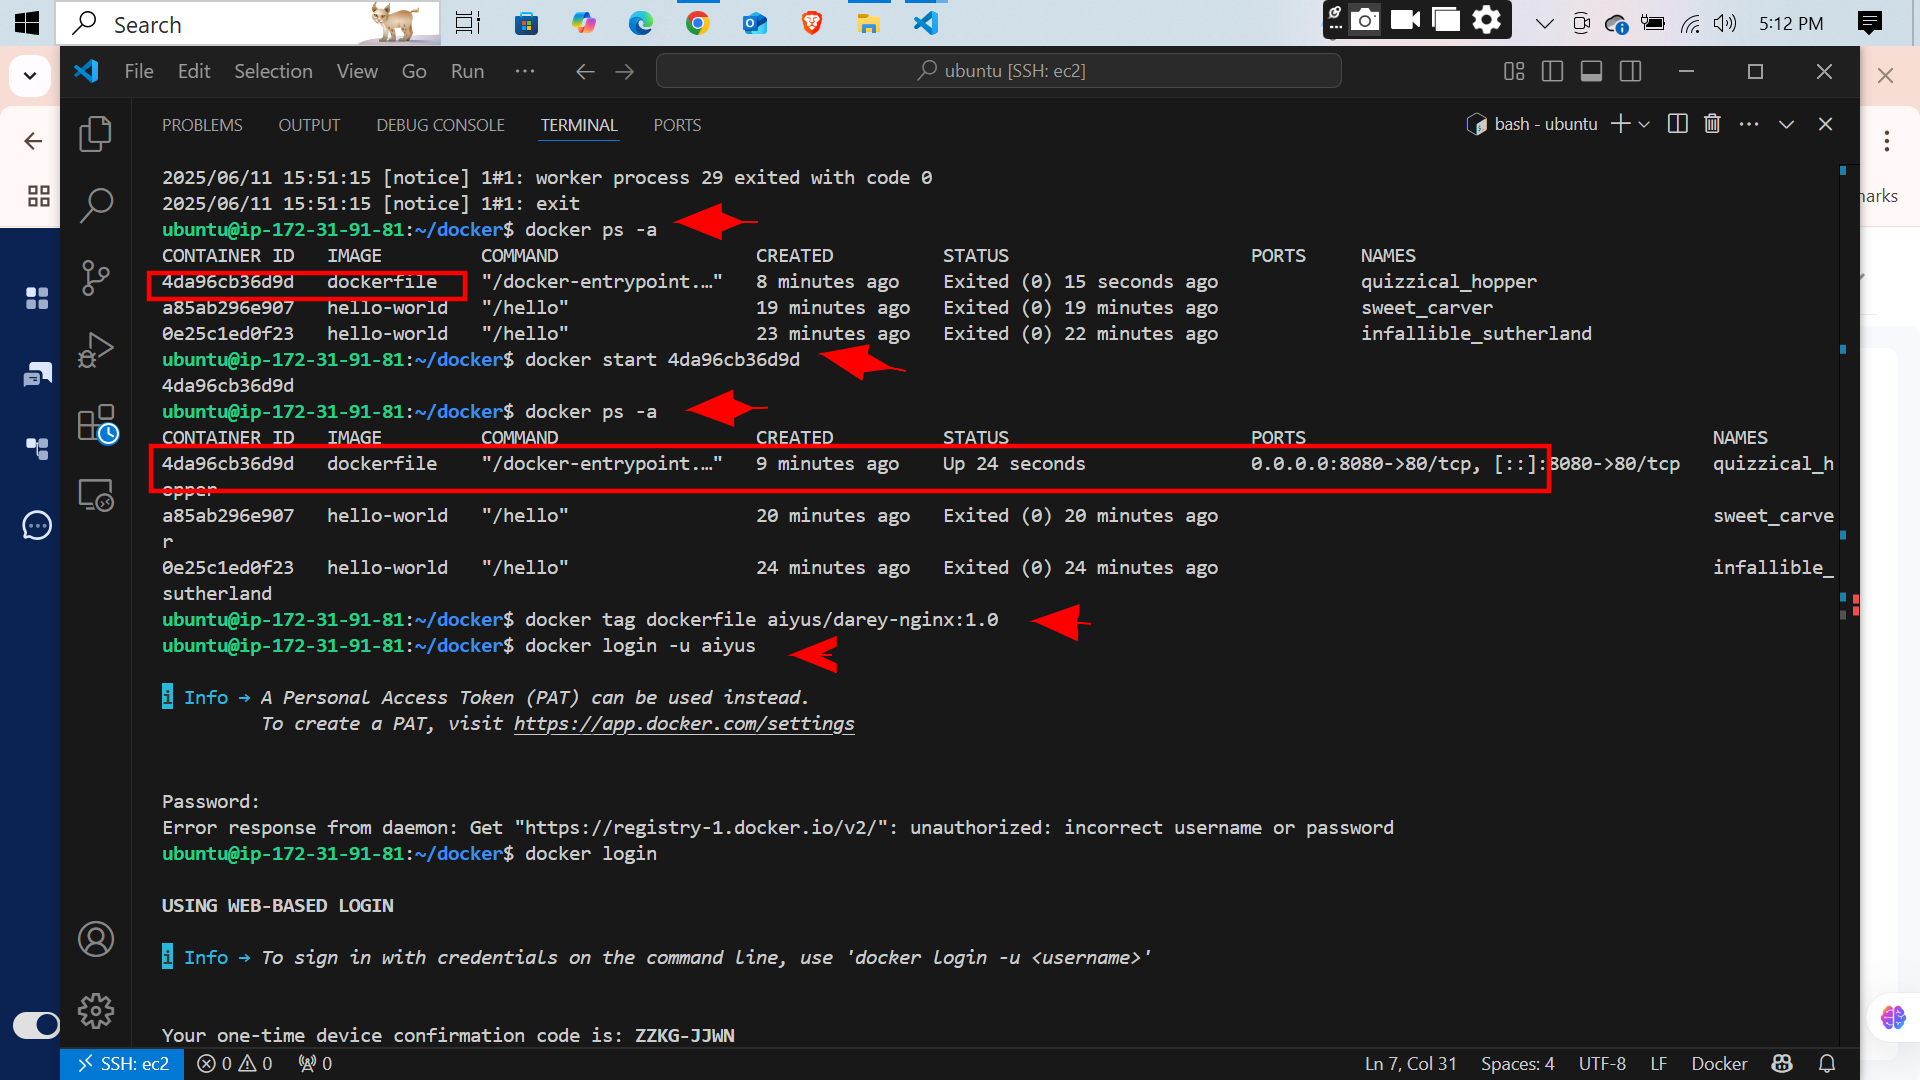 Search
5:12 PM
File Edit Selection View Go Run ···
ubuntu [SSH: ec2]
PROBLEMS OUTPUT DEBUG CONSOLE TERMINAL PORTS
bash - ubuntu
2025/06/11 15:51:15 [notice] 1#1: worker process 29 exited with code 0
2025/06/11 15:51:15 [notice] 1#1: exit
ubuntu@ip-172-31-91-81:~/docker$ docker ps -a
CONTAINER ID IMAGE COMMAND CREATED STATUS PORTS NAMES
4da96cb36d9d dockerfile "/docker-entrypoint.…" 8 minutes ago Exited (0) 15 seconds ago quizzical_hopper
a85ab296e907 hello-world "/hello" 19 minutes ago Exited (0) 19 minutes ago sweet_carver
0e25c1ed0f23 hello-world "/hello" 23 minutes ago Exited (0) 22 minutes ago infallible_sutherland
ubuntu@ip-172-31-91-81:~/docker$ docker start 4da96cb36d9d
4da96cb36d9d
ubuntu@ip-172-31-91-81:~/docker$ docker ps -a
CONTAINER ID IMAGE COMMAND CREATED STATUS PORTS NAMES
4da96cb36d9d dockerfile "/docker-entrypoint.…" 9 minutes ago Up 24 seconds 0.0.0.0:8080->80/tcp, [::]:8080->80/tcp quizzical_h
opper
a85ab296e907 hello-world "/hello" 20 minutes ago Exited (0) 20 minutes ago sweet_carve
r
0e25c1ed0f23 hello-world "/hello" 24 minutes ago Exited (0) 24 minutes ago infallible_
sutherland
ubuntu@ip-172-31-91-81:~/docker$ docker tag dockerfile aiyus/darey-nginx:1.0
ubuntu@ip-172-31-91-81:~/docker$ docker login -u aiyus
i Info → A Personal Access Token (PAT) can be used instead.
To create a PAT, visit https://app.docker.com/settings
Password:
Error response from daemon: Get "https://registry-1.docker.io/v2/": unauthorized: incorrect username or password
ubuntu@ip-172-31-91-81:~/docker$ docker login
USING WEB-BASED LOGIN
i Info → To sign in with credentials on the command line, use 'docker login -u <username>'
Your one-time device confirmation code is: ZZKG-JJWN
SSH: ec2 0 0 0 Ln 7, Col 31 Spaces: 4 UTF-8 LF Docker